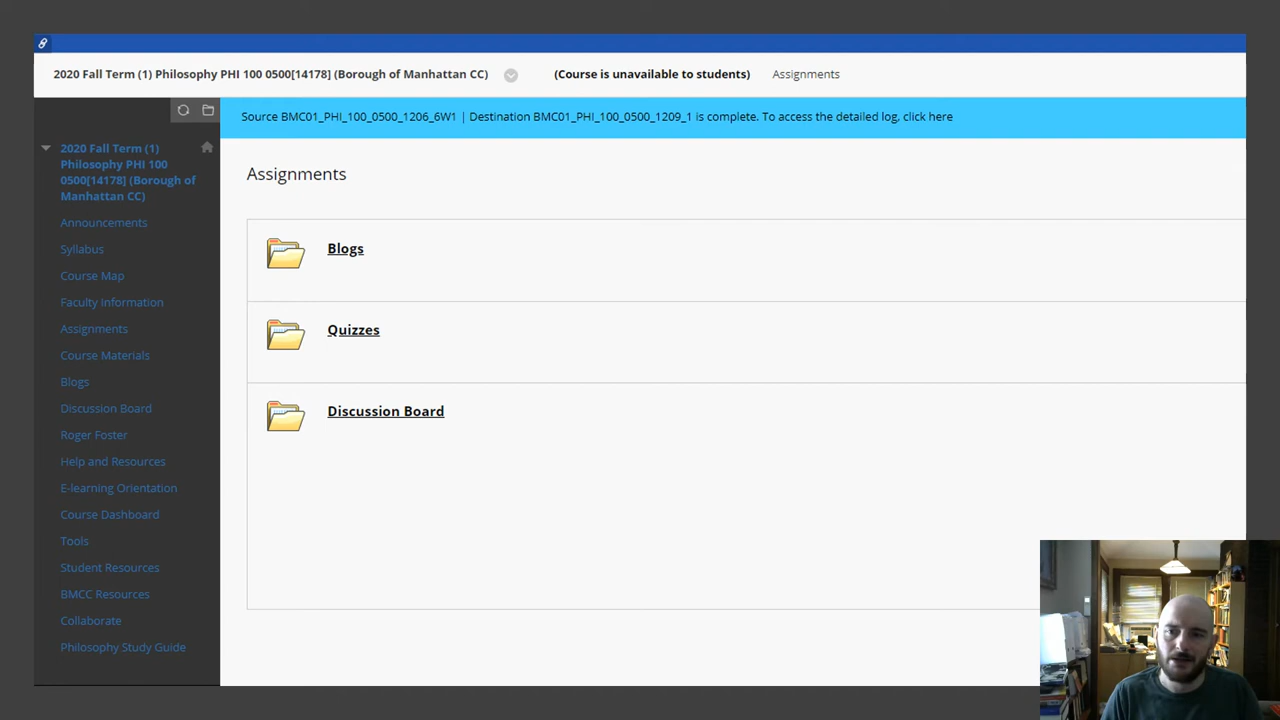 2020 Fall Term (1) Philosophy PHI 100 0500[14178] (Borough of Manhattan CC) (Course is unavailable to students) Assignments
Source BMC01_PHI_100_0500_1206_6W1 | Destination BMC01_PHI_100_0500_1209_1 is complete. To access the detailed log, click here
2020 Fall Term (1)
Philosophy PHI 100
0500[14178] (Borough of
Manhattan CC)
Announcements
Syllabus
Course Map
Faculty Information
Assignments
Course Materials
Blogs
Discussion Board
Roger Foster
Help and Resources
E-learning Orientation
Course Dashboard
Tools
Student Resources
BMCC Resources
Collaborate
Philosophy Study Guide
Assignments
Blogs
Quizzes
Discussion Board